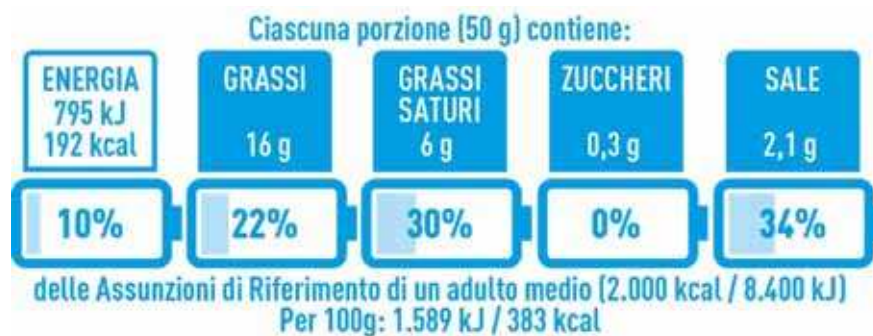 Ciascuna porzione (50 g) contiene:
ENERGIA
795 kJ
192 kcal
GRASSI
16 g
GRASSI
SATURI
6 g
ZUCCHERI
0,3 g
SALE
2,1 g
10%
22%
30%
0%
34%
delle Assunzioni di Riferimento di un adulto medio (2.000 kcal / 8.400 kJ)
Per 100g: 1.589 kJ / 383 kcal